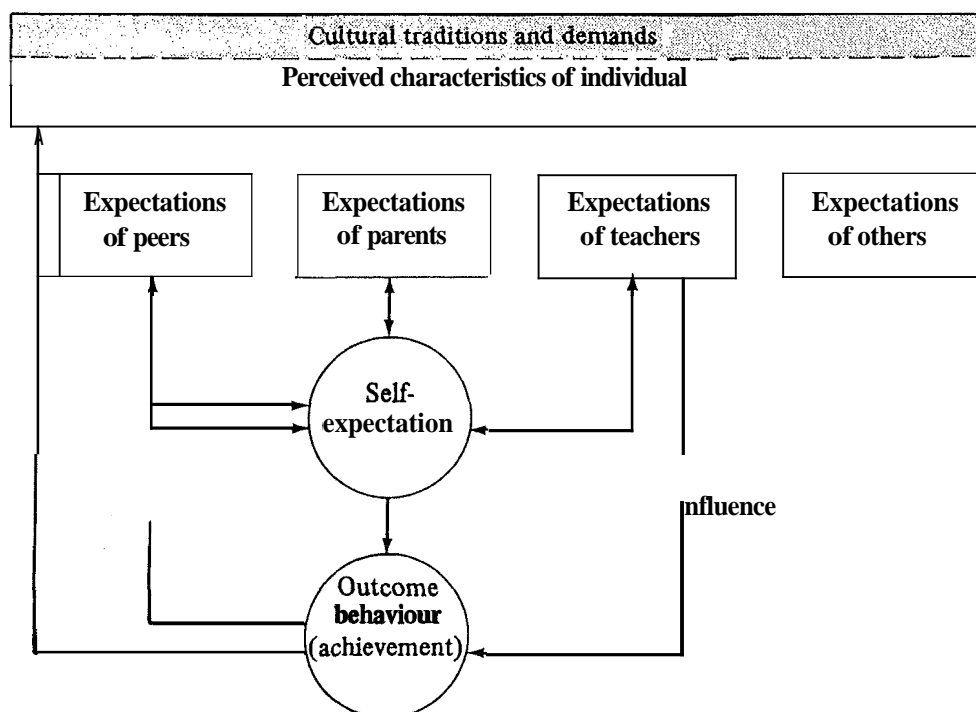 Cultural traditions and demands
Perceived characteristics of individual
Expectations
of peers
Expectations
of parents
Expectations
of teachers
Expectations
of others
Self-
expectation
nfluence
Outcome
behaviour
(achievement)